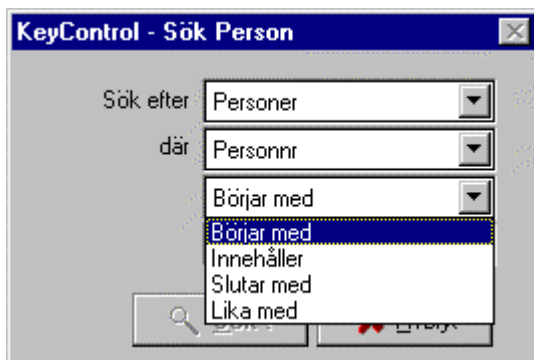 KeyControl - Sök Person
Sök efter Personer
där Personnr
Börjar med
Börjar med
Innehåller
Slutar med
Lika med